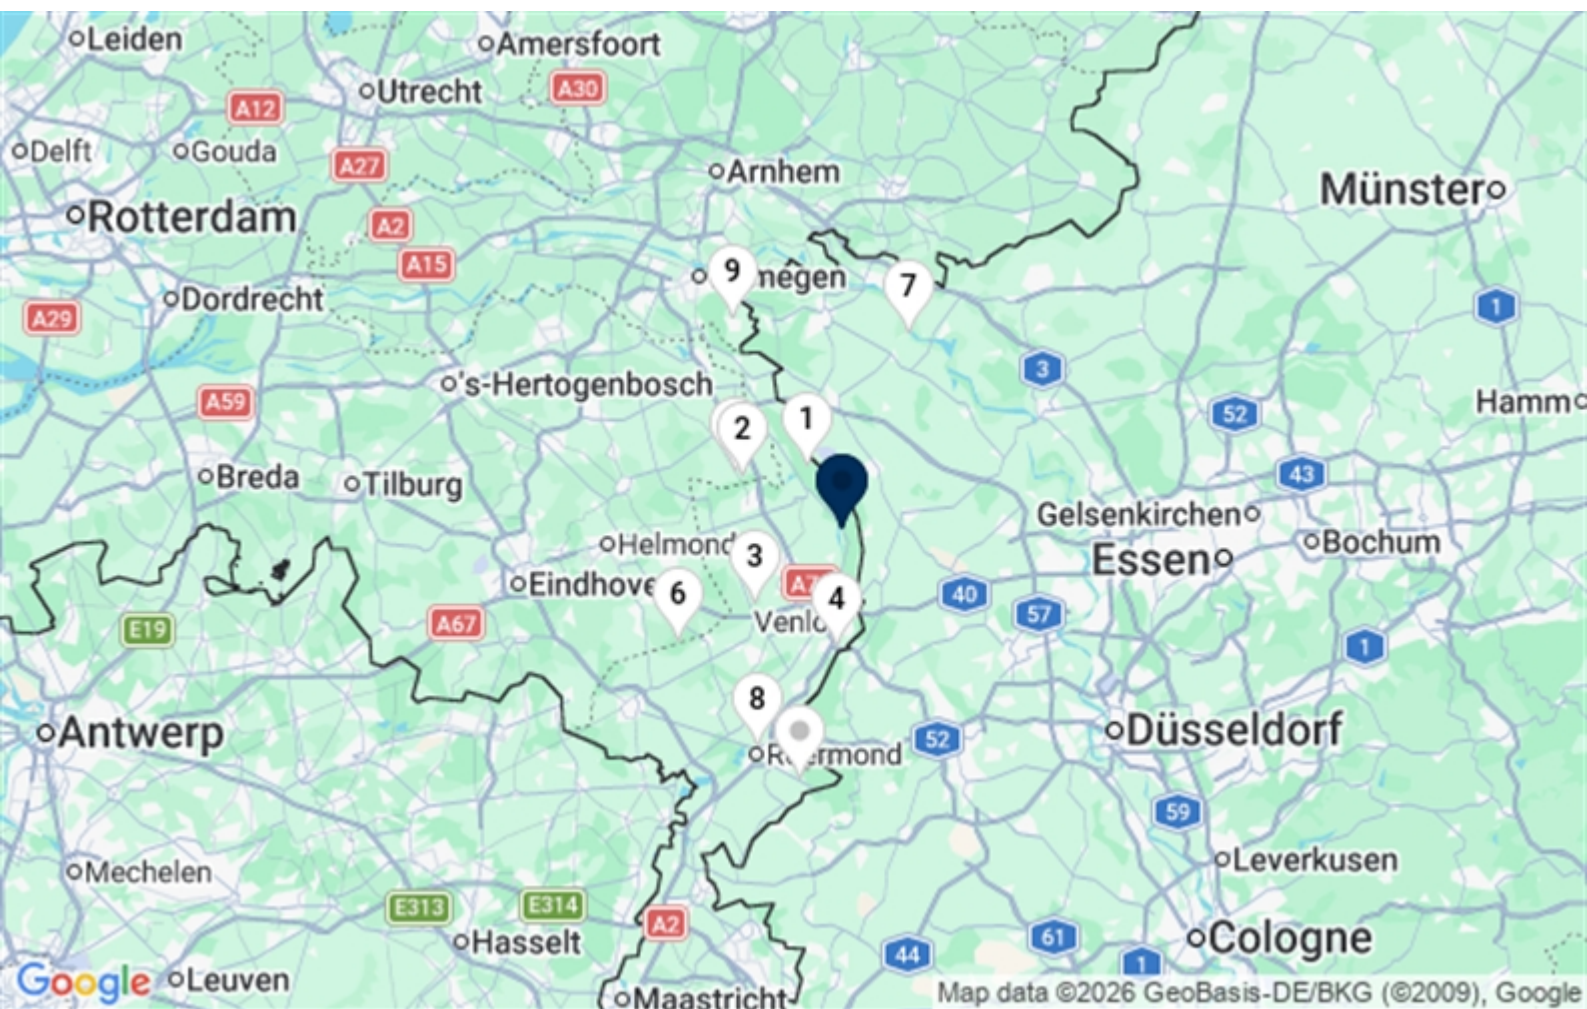 Leiden
Amersfoort
Utrecht
A30
A12
Delft
Gouda
A27
Arnhem
Münster
Rotterdam
A2
A15
9
megen
7
Dordrecht
A29
1
3
's-Hertogenbosch
A59
1
52
Hamm
2
43
Breda
Tilburg
Gelsenkirchen
Helmond
3
Essen
Bochum
Eindhove
6
4
40
57
E19
A67
Venlo
1
8
Antwerp
52
Düsseldorf
R
ermond
59
Mechelen
Leverkusen
E313
E314
A2
Hasselt
61
Cologne
44
1
Google
Leuven
Maastricht
Map data ©2026 GeoBasis-DE/BKG (©2009), Google